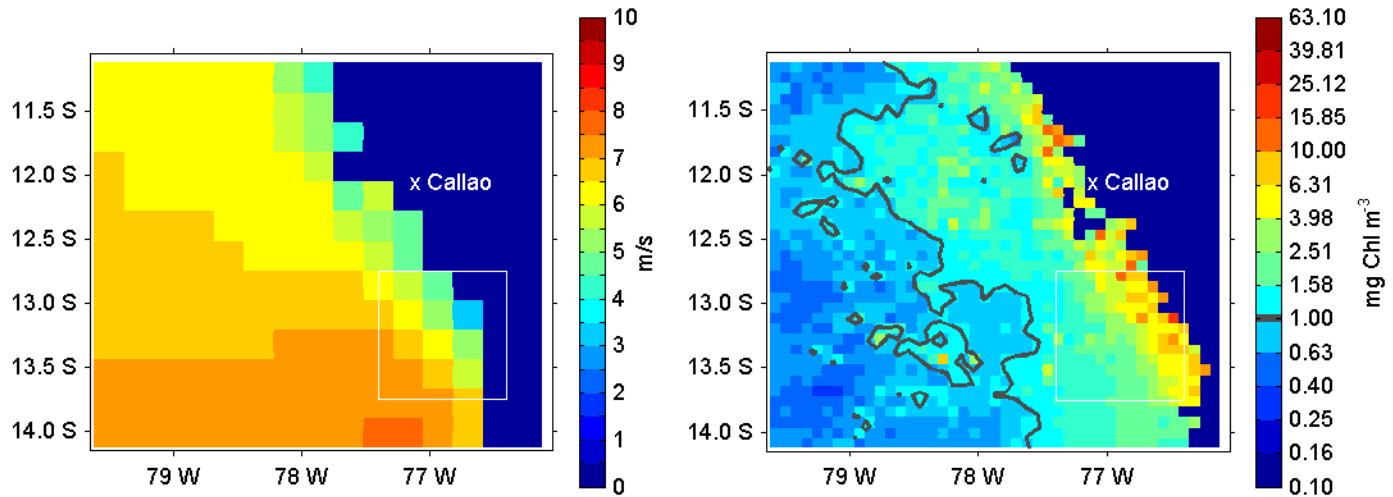 11.5 S
12.0 S
12.5 S
13.0 S
13.5 S
14.0 S
79 W
78 W
77 W
x Callao
10
9
8
7
6
5
4
3
2
1
0
m/s
11.5 S
12.0 S
12.5 S
13.0 S
13.5 S
14.0 S
79 W
78 W
77 W
x Callao
63.10
39.81
25.12
15.85
10.00
6.31
3.98
2.51
1.58
1.00
0.63
0.40
0.25
0.16
0.10
mg Chl m⁻³